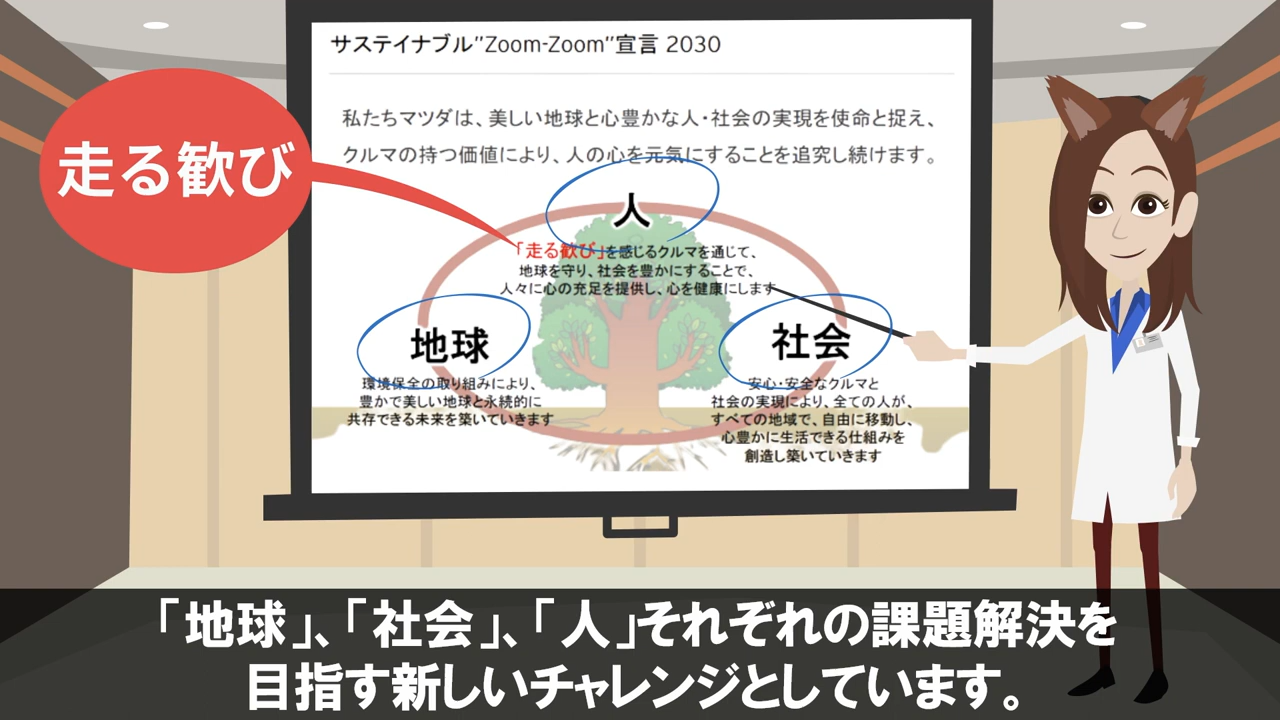 サステイナブル"Zoom-Zoom"宣言 2030
私たちマツダは、美しい地球と心豊かな人・社会の実現を使命と捉え、
クルマの持つ価値により、人の心を元気にすることを追究し続けます。
走る歓び
人
「走る歓び」を感じるクルマを通じて、
地球を守り、社会を豊かにすることで、
人々に心の充足を提供し、心を健康にします
地球
環境保全の取り組みにより、
豊かで美しい地球と永続的に
共存できる未来を築いていきます
社会
安心・安全なクルマと
社会の実現により、全ての人が、
すべての地域で、自由に移動し、
心豊かに生活できる仕組みを
創造し築いていきます
「地球」、「社会」、「人」それぞれの課題解決を
目指す新しいチャレンジとしています。